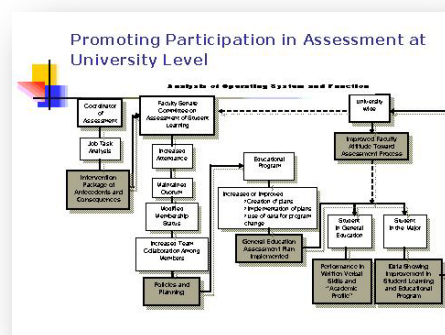 Promoting Participation in Assessment at
University Level
Analysis of Operating System and Function
Coordinator
of
Assessment
Job Task
Analysis
Intervention
Package of
Antecedents and
Consequences
Faculty Senate
Committee on
Assessment of Student
Learning
Increased
Attendance
Maintained
Quorum
Modified
Membership
Status
Increased Team
Collaboration Among
Members
Policies and
Planning
Educational
Program
Increased or Improved
Creation of plans
Implementation of plans
use of data for program
change
General Education
Assessment Plan
Implemented
University
Wide
Improved Faculty
Attitude Toward
Assessment Process
Student
in General
Education
Performance in
Written Verbal
Skills and
"Academic
Profile"
Student
in the Major
Data Showing
Improvement in
Student Learning
and Educational
Program